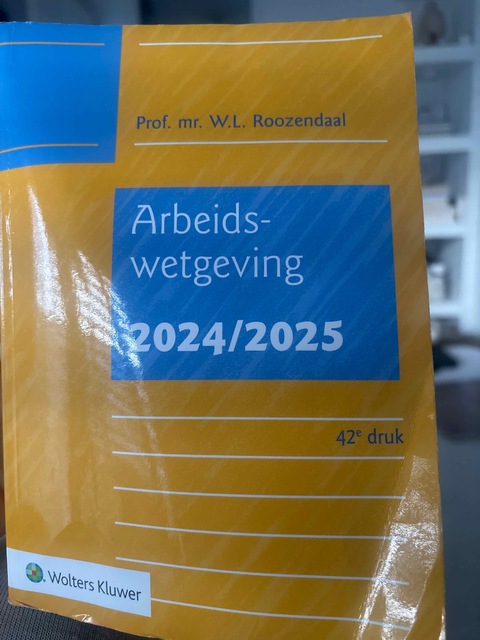 Prof. mr. W.L. Roozendaal
Arbeids-
wetgeving
2024/2025
42e druk
Wolters Kluwer